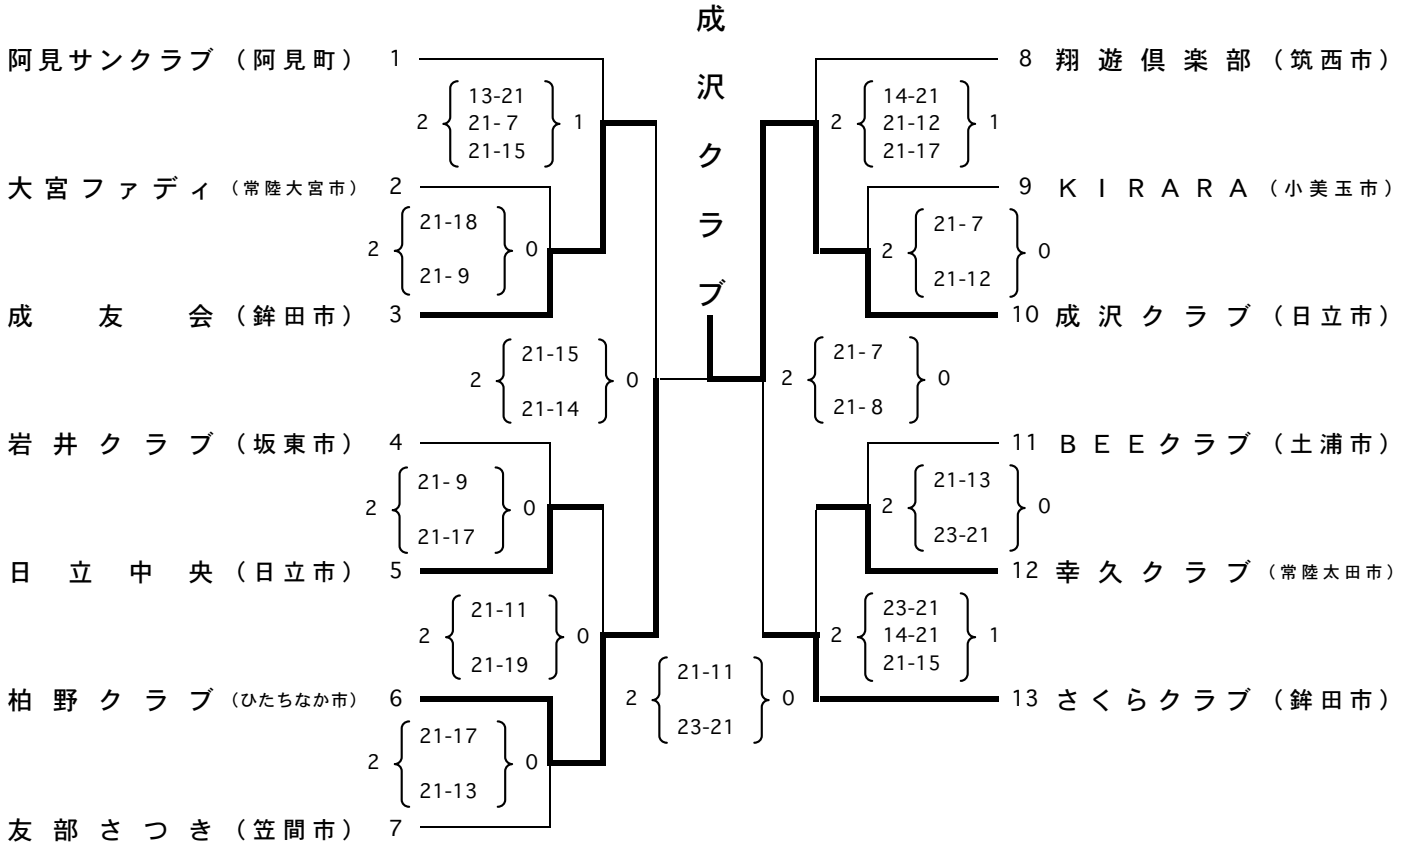 成沢クラブ
阿見サンクラブ（阿見町） 1
2 13-21 1
21- 7
21-15
大宮ファディ（常陸大宮市） 2
2 21-18 0
21- 9
成友会（鉾田市） 3
2 21-15 0
21-14
岩井クラブ（坂東市） 4
2 21- 9 0
21-17
日立中央（日立市） 5
2 21-11 0
21-19
柏野クラブ（ひたちなか市） 6
2 21-17 0
21-13
友部さつき（笠間市） 7
2 21-11 0
23-21
8 翔遊倶楽部（筑西市）
2 14-21 1
21-12
21-17
9 ＫＩＲＡＲＡ（小美玉市）
2 21- 7 0
21-12
10 成沢クラブ（日立市）
2 21- 7 0
21- 8
11 ＢＥＥクラブ（土浦市）
2 21-13 0
23-21
12 幸久クラブ（常陸太田市）
2 23-21 1
14-21
21-15
13 さくらクラブ（鉾田市）